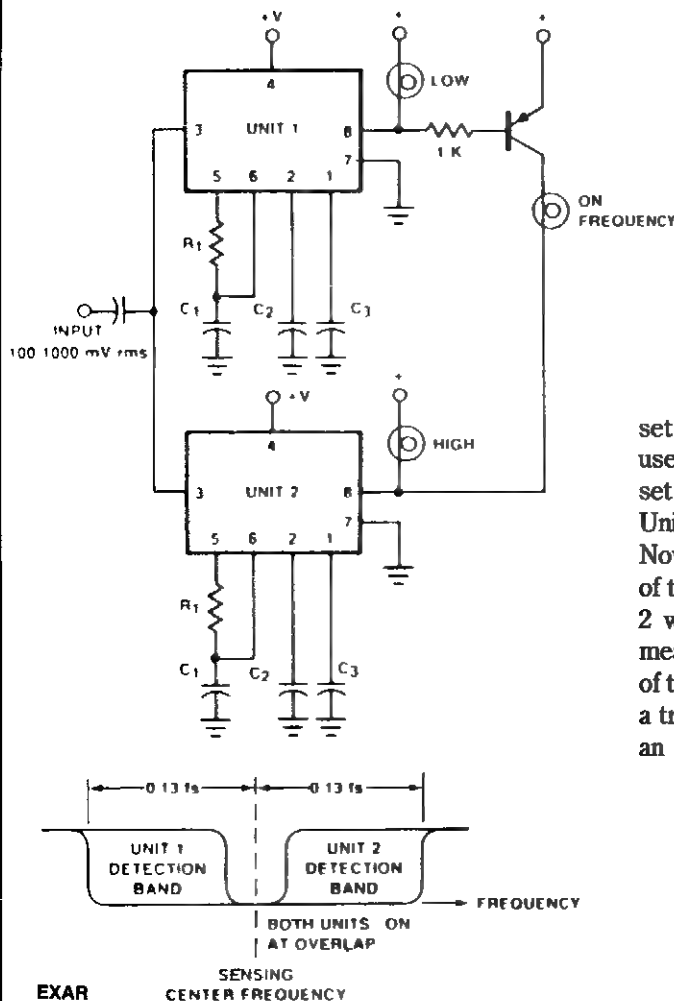 +V
+
+
4
LOW
3
UNIT 1
8
7
1 K
5
6
2
1
R1
ON
FREQUENCY
C1
C2
C3
INPUT
100 1000 mV rms
+V
+
4
HIGH
3
UNIT 2
8
7
5
6
2
1
R1
C1
C2
C3
set
use
set
Uni
Nov
of t
2 w
mea
of t
a tr
an
0 13 fs
0 13 fs
UNIT 1
DETECTION
BAND
UNIT 2
DETECTION
BAND
FREQUENCY
BOTH UNITS ON
AT OVERLAP
SENSING
CENTER FREQUENCY
EXAR